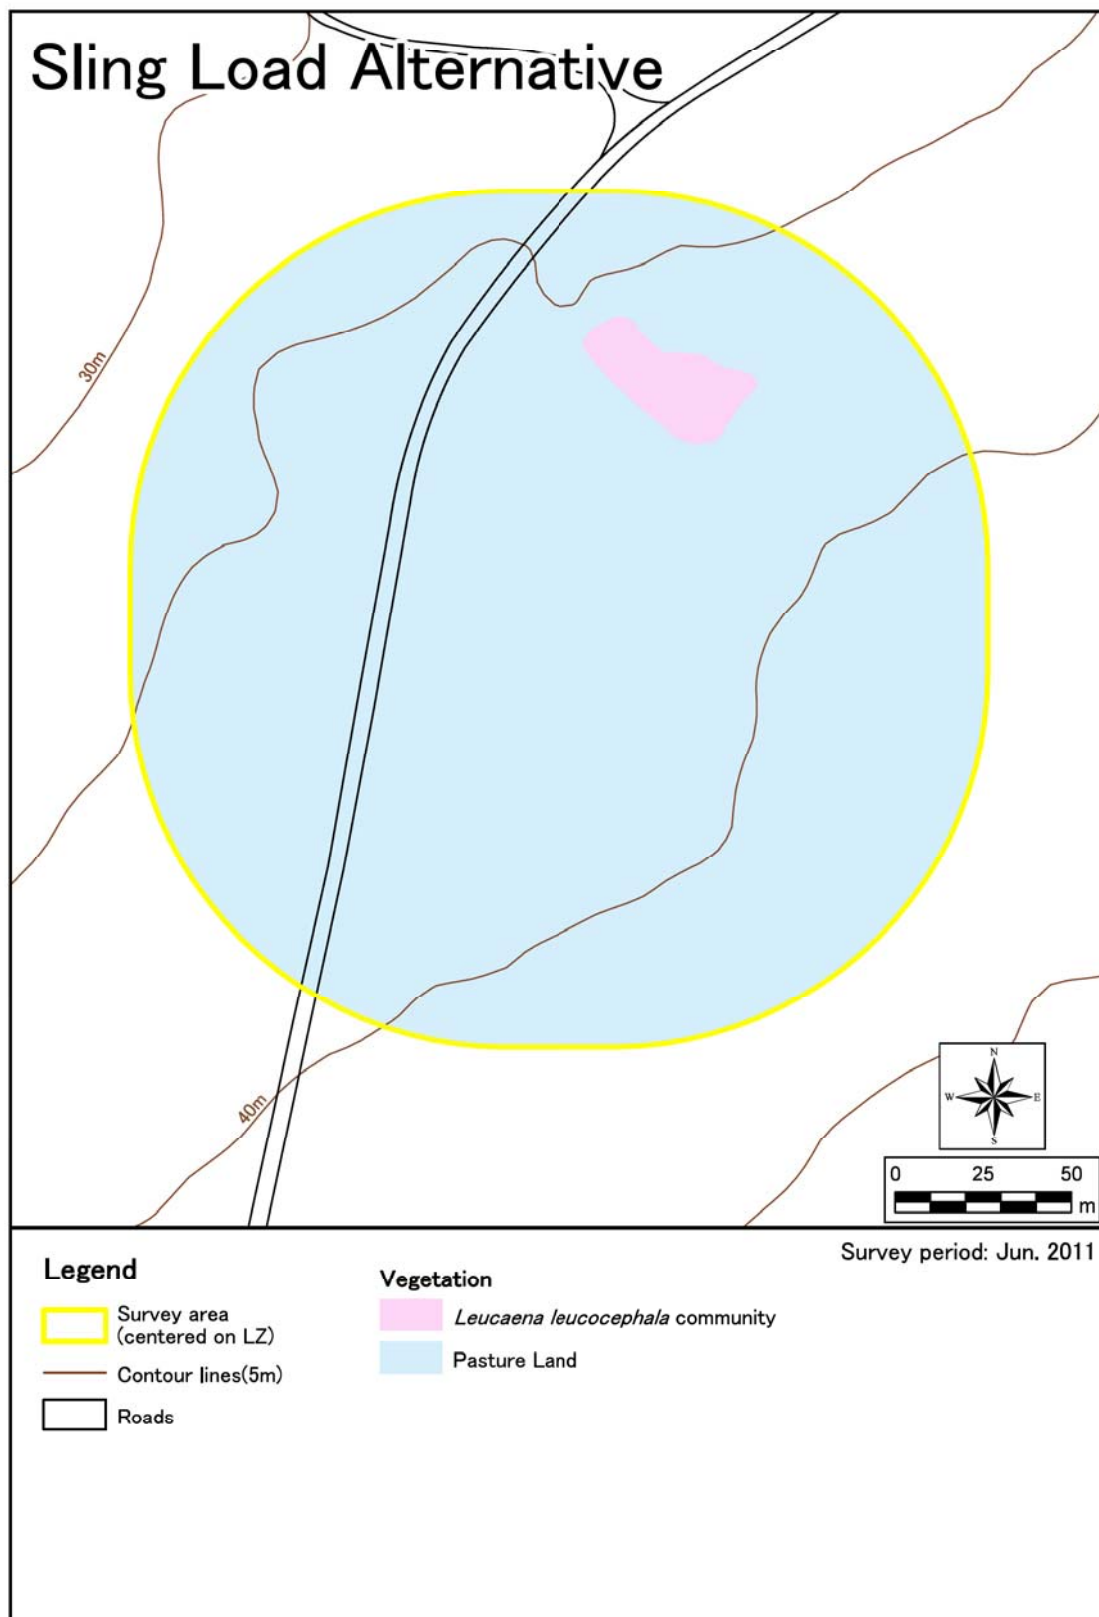 Sling Load Alternative
30m
40m
N
W
E
S
0 25 50
m
Survey period: Jun. 2011
Legend
Survey area
(centered on LZ)
Contour lines(5m)
Roads
Vegetation
Leucaena leucocephala community
Pasture Land